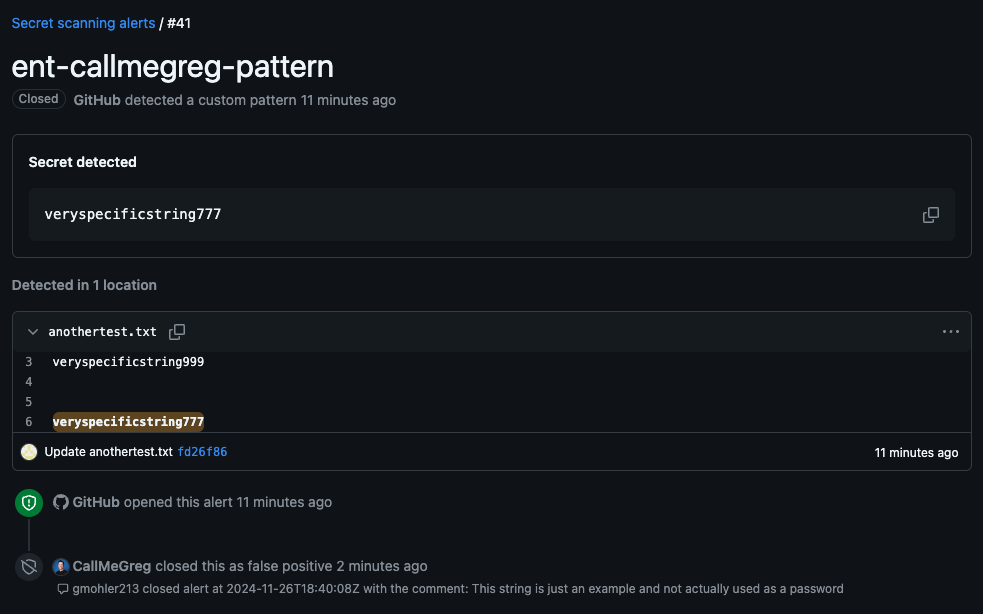 Secret scanning alerts / #41
ent-callmegreg-pattern
Closed GitHub detected a custom pattern 11 minutes ago
Secret detected
veryspecificstring777
Detected in 1 location
anothertest.txt
3 veryspecificstring999
4
5
6 veryspecificstring777
Update anothertest.txt fd26f86 11 minutes ago
GitHub opened this alert 11 minutes ago
CallMeGreg closed this as false positive 2 minutes ago
gmohler213 closed alert at 2024-11-26T18:40:08Z with the comment: This string is just an example and not actually used as a password